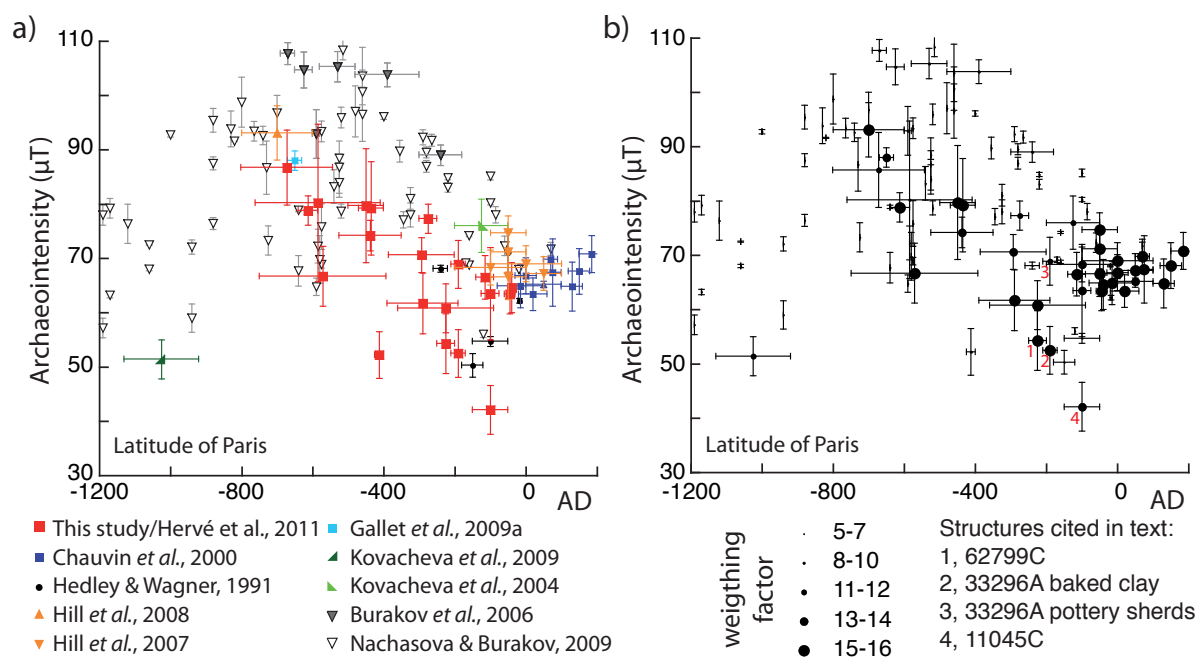 a)
110
90
70
50
30
Archaeointensity (µT)
Latitude of Paris
-1200
-800
-400
0
AD
This study/Hervé et al., 2011
Chauvin et al., 2000
Hedley & Wagner, 1991
Hill et al., 2008
Hill et al., 2007
Gallet et al., 2009a
Kovacheva et al., 2009
Kovacheva et al., 2004
Burakov et al., 2006
Nachasova & Burakov, 2009
b)
110
90
70
50
30
Archaeointensity (µT)
3
1
2
4
Latitude of Paris
-1200
-800
-400
0
AD
weigthing
factor
5-7
8-10
11-12
13-14
15-16
Structures cited in text:
1, 62799C
2, 33296A baked clay
3, 33296A pottery sherds
4, 11045C